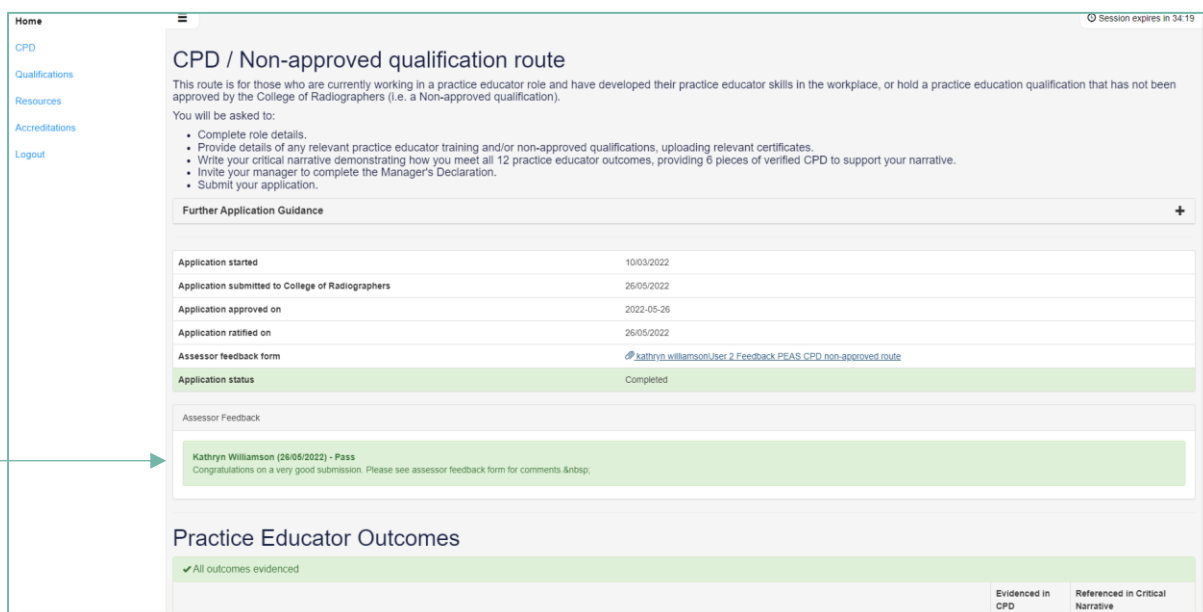 Home
☰
Session expires in 34:19
CPD
Qualifications
Resources
Accreditations
Logout
CPD / Non-approved qualification route
This route is for those who are currently working in a practice educator role and have developed their practice educator skills in the workplace, or hold a practice education qualification that has not been
approved by the College of Radiographers (i.e. a Non-approved qualification).
You will be asked to:
• Complete role details.
• Provide details of any relevant practice educator training and/or non-approved qualifications, uploading relevant certificates.
• Write your critical narrative demonstrating how you meet all 12 practice educator outcomes, providing 6 pieces of verified CPD to support your narrative.
• Invite your manager to complete the Manager's Declaration.
• Submit your application.
Further Application Guidance +
Application started 10/03/2022
Application submitted to College of Radiographers 26/05/2022
Application approved on 2022-05-26
Application ratified on 26/05/2022
Assessor feedback form kathryn williamsonUser 2 Feedback PEAS CPD non-approved route
Application status Completed
Assessor Feedback
Kathryn Williamson (26/05/2022) - Pass
Congratulations on a very good submission. Please see assessor feedback form for comments.&nbsp;
Practice Educator Outcomes
✔All outcomes evidenced
Evidenced in
CPD
Referenced in Critical
Narrative